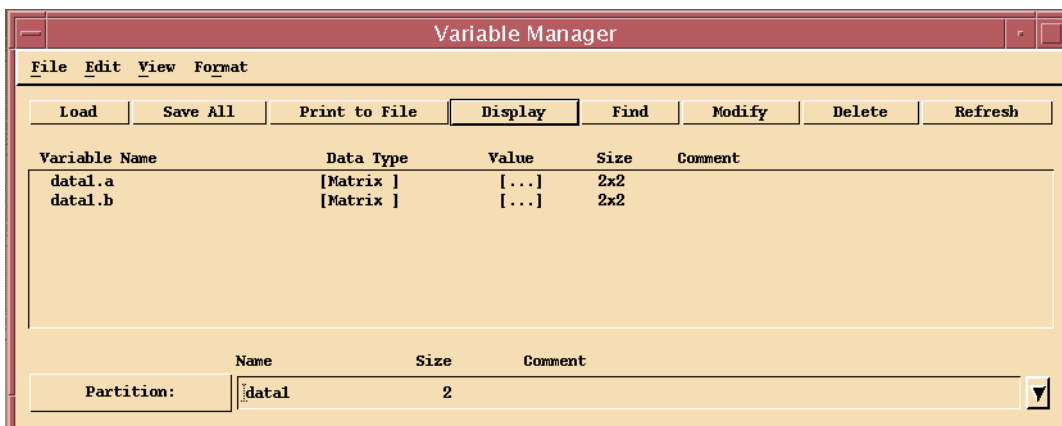 Variable Manager
File Edit View Format
Load Save All Print to File Display Find Modify Delete Refresh
Variable Name Data Type Value Size Comment
data1.a [Matrix ] [...] 2x2
data1.b [Matrix ] [...] 2x2
Name Size Comment
Partition: data1 2